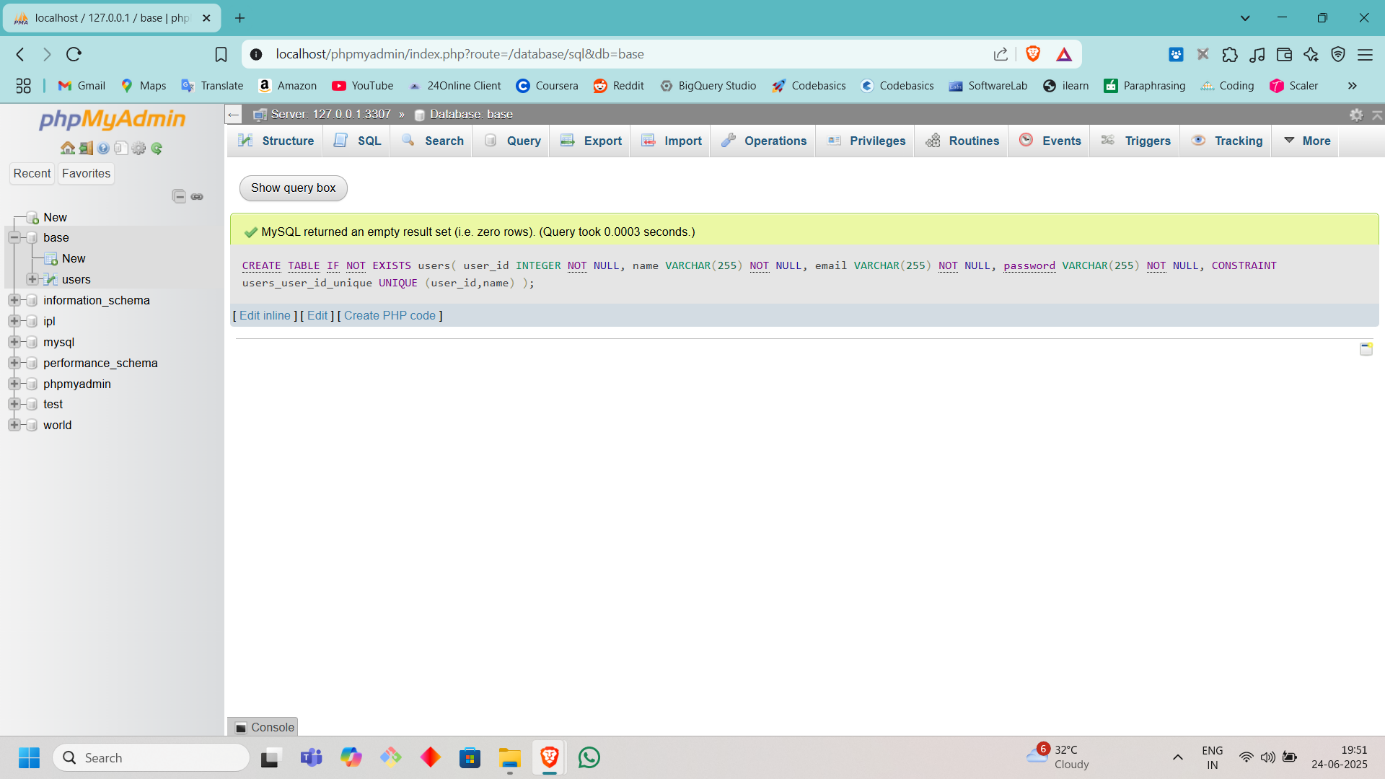 localhost / 127.0.0.1 / base | php
localhost/phpmyadmin/index.php?route=/database/sql&db=base
Gmail Maps Translate Amazon YouTube 24Online Client Coursera Reddit BigQuery Studio Codebasics Codebasics SoftwareLab ilearn Paraphrasing Coding Scaler »
phpMyAdmin
Recent Favorites
New
base
New
users
information_schema
ipl
mysql
performance_schema
phpmyadmin
test
world
Server: 127.0.0.1:3307 » Database: base
Structure SQL Search Query Export Import Operations Privileges Routines Events Triggers Tracking More
Show query box
MySQL returned an empty result set (i.e. zero rows). (Query took 0.0003 seconds.)
CREATE TABLE IF NOT EXISTS users( user_id INTEGER NOT NULL, name VARCHAR(255) NOT NULL, email VARCHAR(255) NOT NULL, password VARCHAR(255) NOT NULL, CONSTRAINT
users_user_id_unique UNIQUE (user_id,name) );
[ Edit inline ] [ Edit ] [ Create PHP code ]
Console
Search
6
32°C
Cloudy
ENG
IN
19:51
24-06-2025